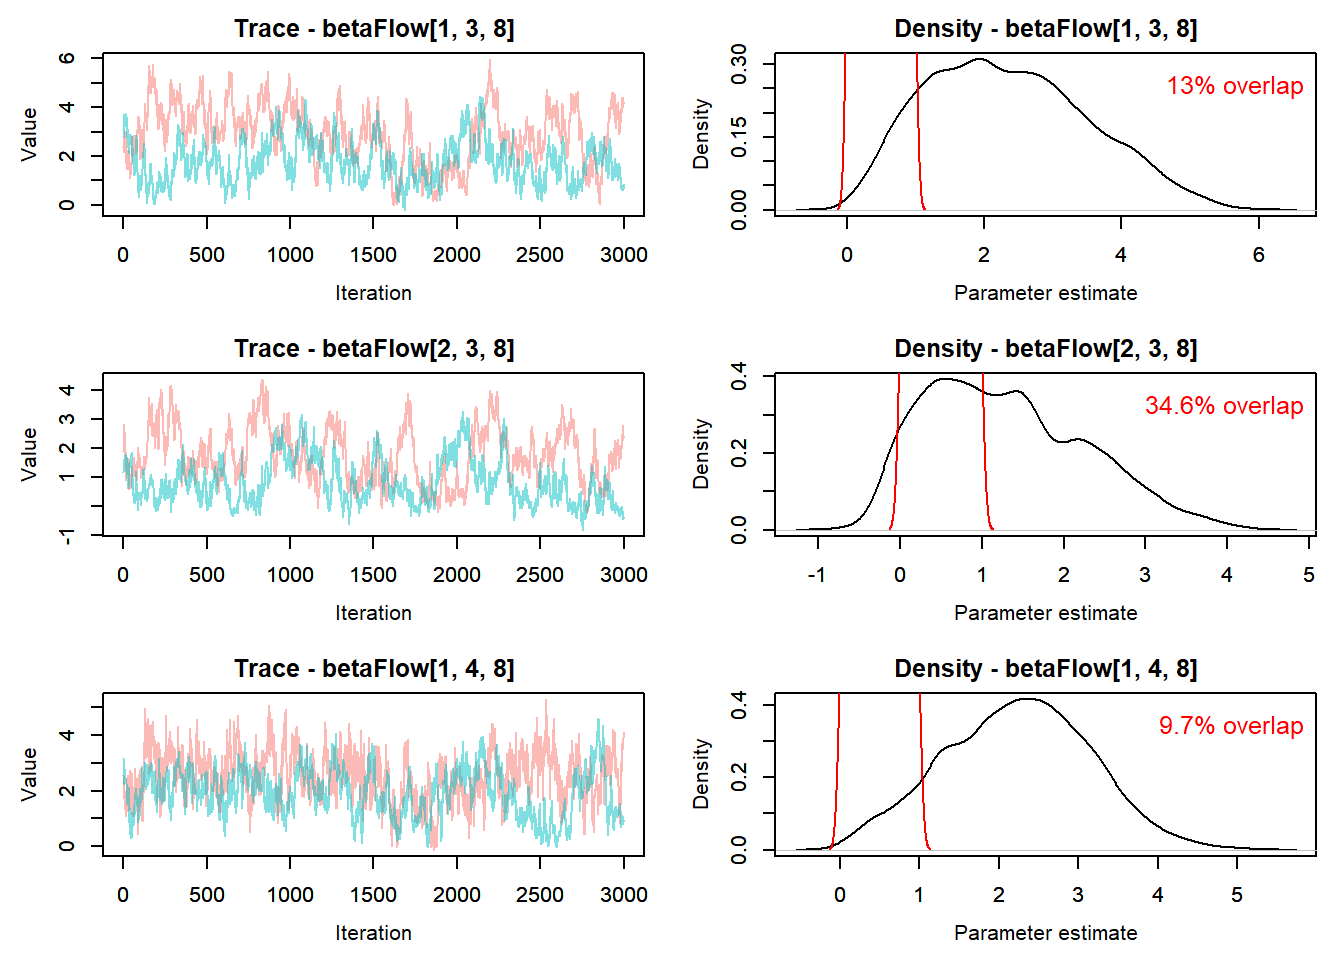 Trace - betaFlow[1, 3, 8]
Value
0 2 4 6
0 500 1000 1500 2000 2500 3000
Iteration
Density - betaFlow[1, 3, 8]
13% overlap
Density
0.00 0.15 0.30
0 2 4 6
Parameter estimate
Trace - betaFlow[2, 3, 8]
Value
-1 1 2 3 4
0 500 1000 1500 2000 2500 3000
Iteration
Density - betaFlow[2, 3, 8]
34.6% overlap
Density
0.0 0.2 0.4
-1 0 1 2 3 4 5
Parameter estimate
Trace - betaFlow[1, 4, 8]
Value
0 2 4
0 500 1000 1500 2000 2500 3000
Iteration
Density - betaFlow[1, 4, 8]
9.7% overlap
Density
0.0 0.2 0.4
0 1 2 3 4 5
Parameter estimate